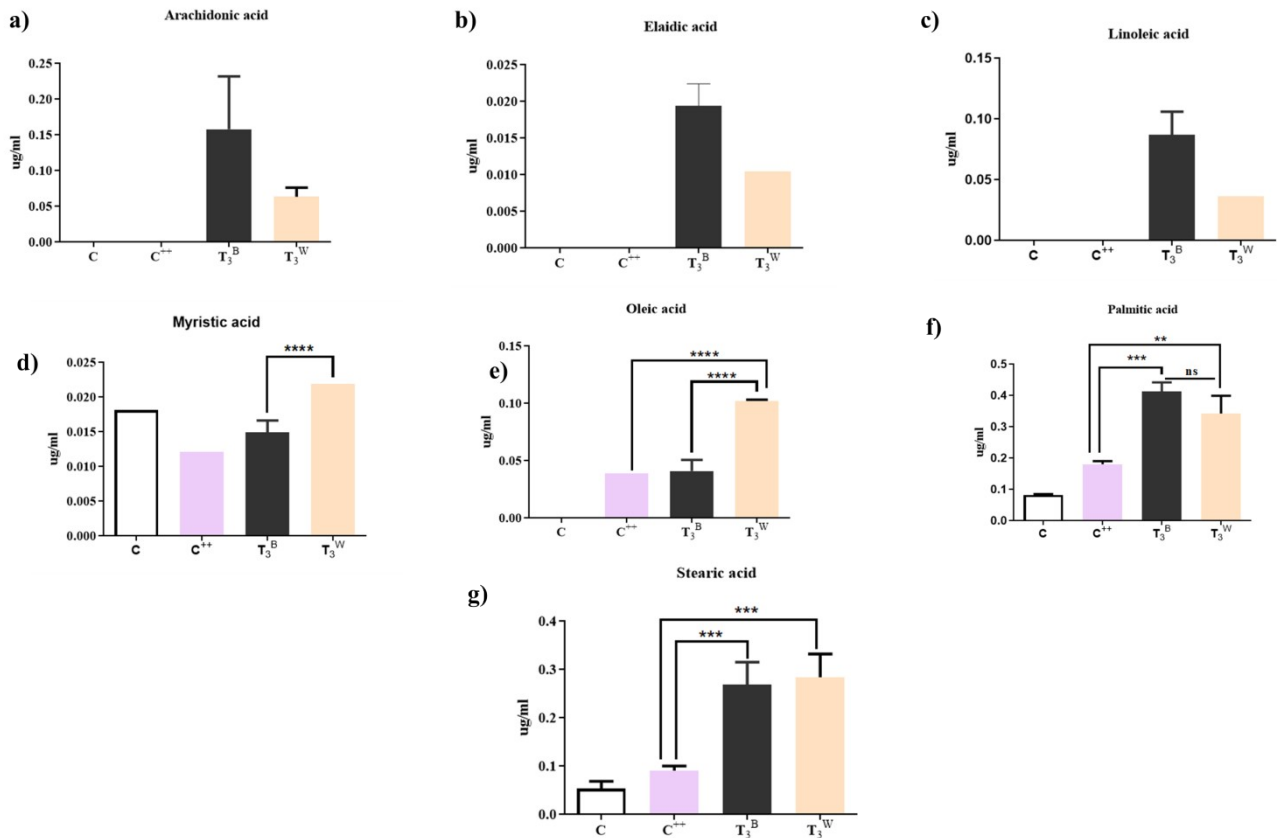 a)
Arachidonic acid
ug/ml
0.25
0.20
0.15
0.10
0.05
0.00
C C++ T3B T3W
b)
Elaidic acid
ug/ml
0.025
0.020
0.015
0.010
0.005
0.000
C C++ T3B T3W
c)
Linoleic acid
ug/ml
0.15
0.10
0.05
0.00
C C++ T3B T3W
d)
Myristic acid
ug/ml
0.025
0.020
0.015
0.010
0.005
0.000
****
C C++ T3B T3W
e)
Oleic acid
ug/ml
0.15
0.10
0.05
0.00
****
****
C C++ T3B T3W
f)
Palmitic acid
ug/ml
0.5
0.4
0.3
0.2
0.1
0.0
**
***
ns
C C++ T3B T3W
g)
Stearic acid
ug/ml
0.4
0.3
0.2
0.1
0.0
***
***
C C++ T3B T3W